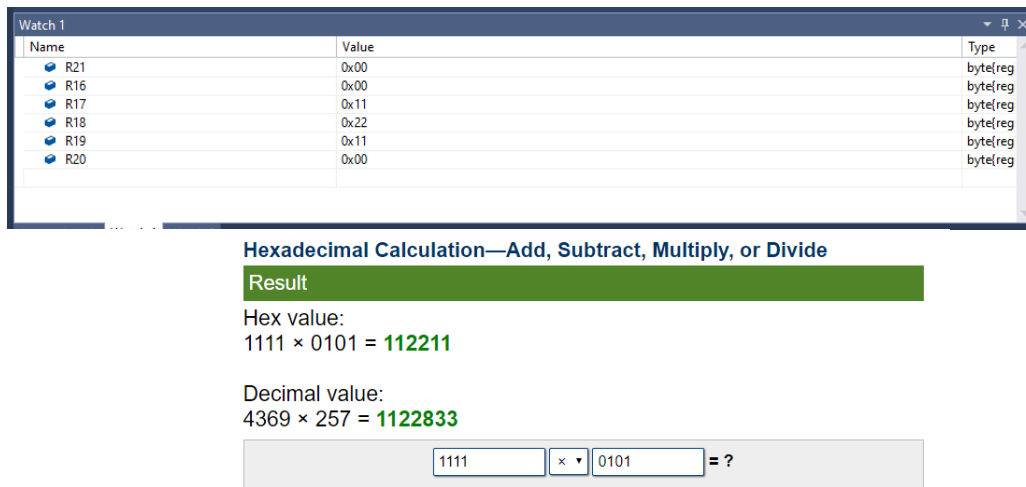 Watch 1
Name Value Type
R21 0x00 byte{reg
R16 0x00 byte{reg
R17 0x11 byte{reg
R18 0x22 byte{reg
R19 0x11 byte{reg
R20 0x00 byte{reg
Hexadecimal Calculation—Add, Subtract, Multiply, or Divide
Result
Hex value:
1111 × 0101 = 112211
Decimal value:
4369 × 257 = 1122833
1111 × 0101 = ?